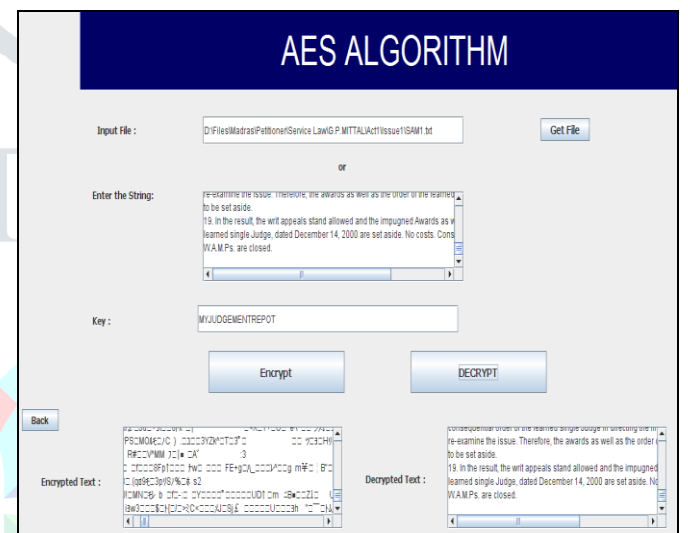 AES ALGORITHM
Input File :
D:\Files\Madras\Petitioner\Service Law\G.P.MITTAL\Act1\Issue1\SAM1.txt
Get File
or
Enter the String:
re-examine the issue. Therefore, the awards as well as the order of the learned
to be set aside.
19. In the result, the writ appeals stand allowed and the impugned Awards as w
learned single Judge, dated December 14, 2000 are set aside. No costs. Cons
W.A.M.Ps. are closed.
Key :
MYJUDGEMENTREPOT
Encrypt
DECRYPT
Back
Encrypted Text :
Decrypted Text :
consequential order of the learned single Judge in directing the m
re-examine the issue. Therefore, the awards as well as the order
to be set aside.
19. In the result, the writ appeals stand allowed and the impugned
learned single Judge, dated December 14, 2000 are set aside. No
W.A.M.Ps. are closed.